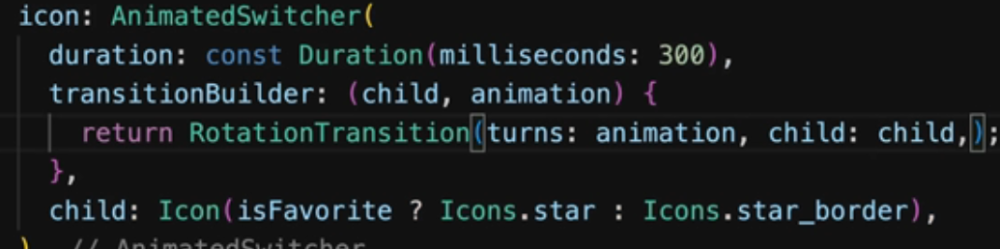 icon: AnimatedSwitcher(
duration: const Duration(milliseconds: 300),
transitionBuilder: (child, animation) {
return RotationTransition(turns: animation, child: child,);
},
child: Icon(isFavorite ? Icons.star : Icons.star_border),
) // AnimatedSwitcher